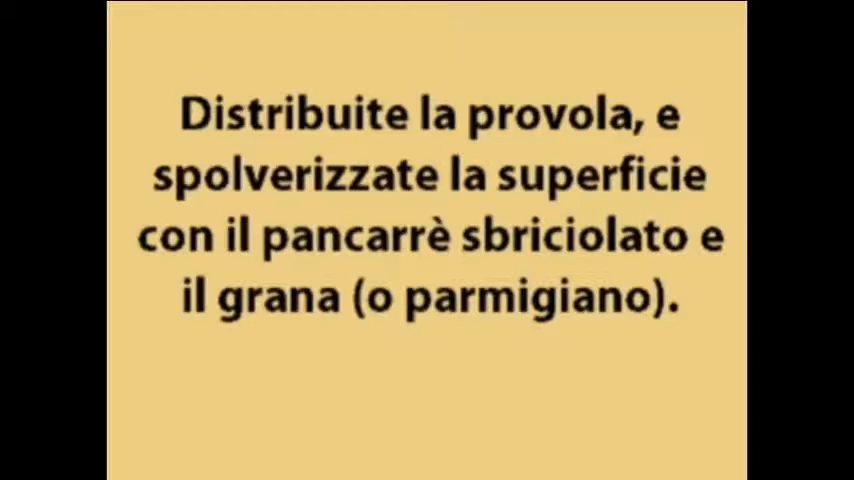 Distribuite la provola, e
spolverizzate la superficie
con il pancarrè sbriciolato e
il grana (o parmigiano).